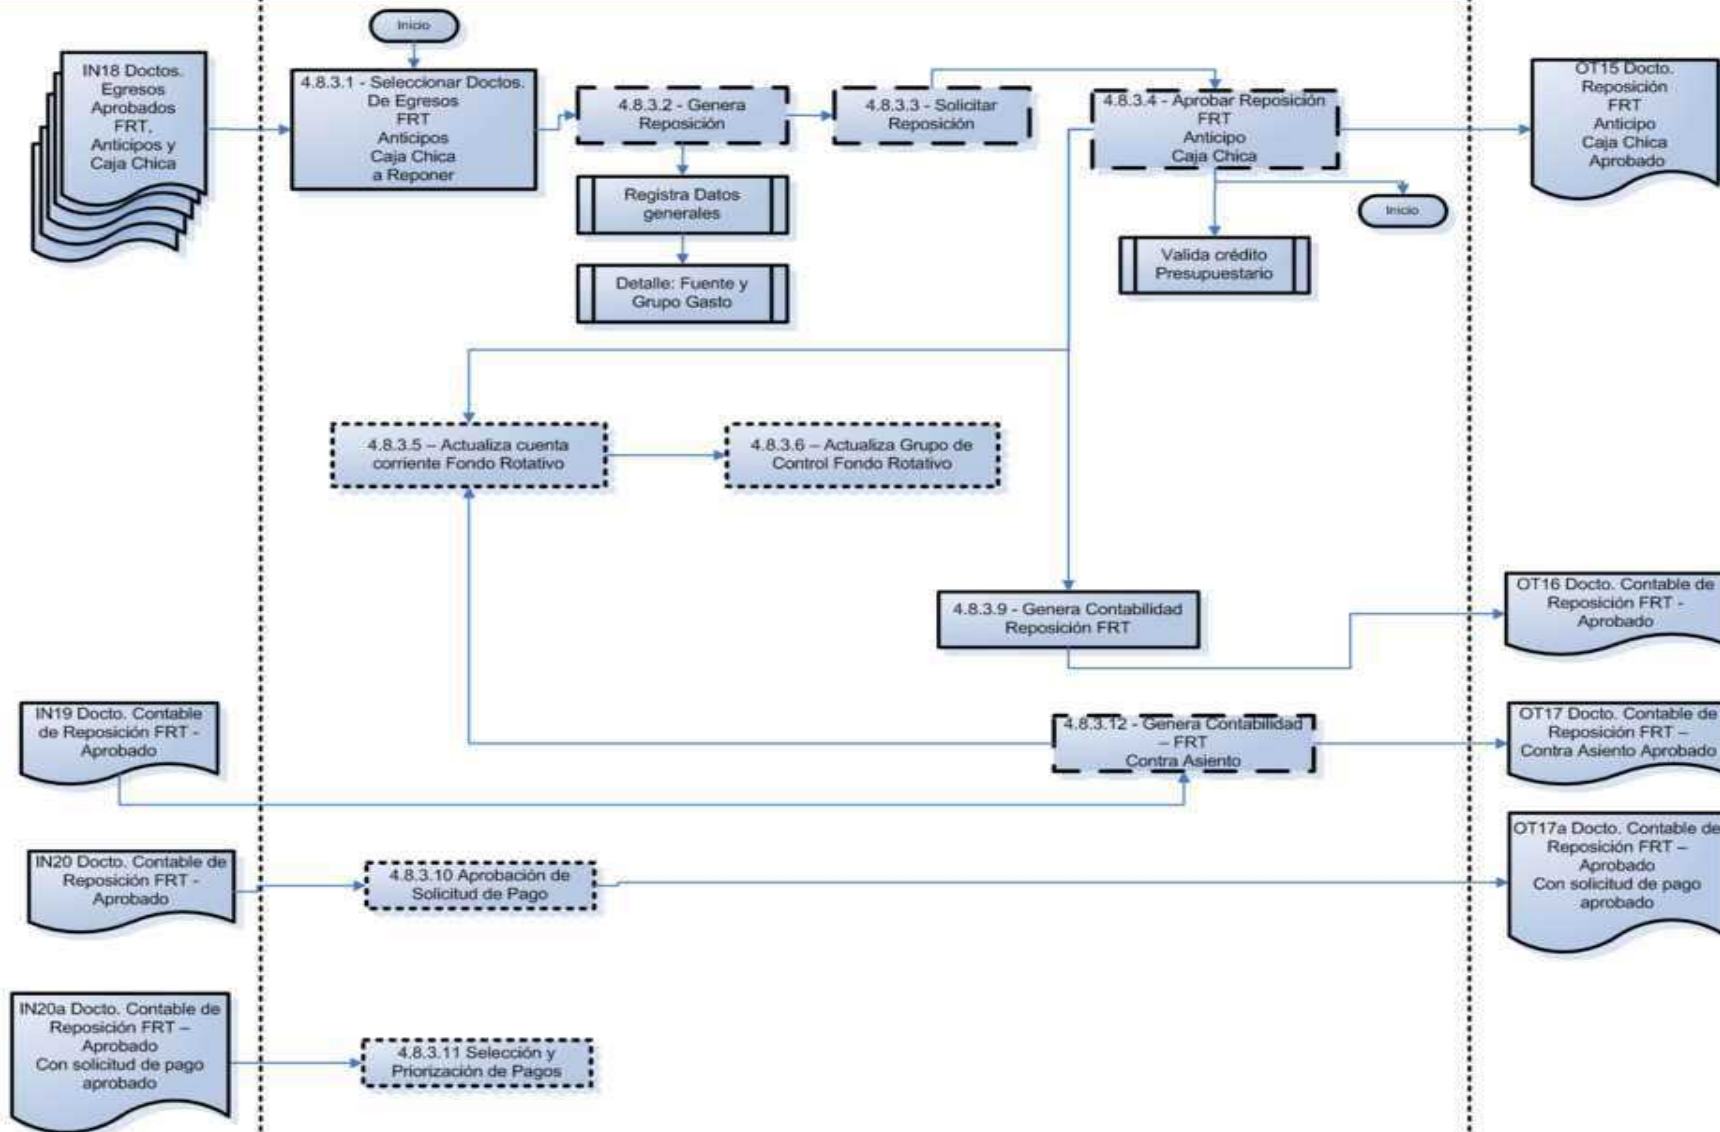 Inicio
IN18 Doctos.
Egresos
Aprobados
FRT,
Anticipos y
Caja Chica
4.8.3.1 - Seleccionar Doctos.
De Egresos
FRT
Anticipos
Caja Chica
a Reponer
4.8.3.2 - Genera
Reposición
4.8.3.3 - Solicitar
Reposición
4.8.3.4 - Aprobar Reposición
FRT
Anticipo
Caja Chica
OT15 Docto.
Reposición
FRT
Anticipo
Caja Chica
Aprobado
Registra Datos
generales
Inicio
Detalle: Fuente y
Grupo Gasto
Valida crédito
Presupuestario
4.8.3.5 – Actualiza cuenta
corriente Fondo Rotativo
4.8.3.6 – Actualiza Grupo de
Control Fondo Rotativo
4.8.3.9 - Genera Contabilidad
Reposición FRT
OT16 Docto. Contable de
Reposición FRT -
Aprobado
IN19 Docto. Contable
de Reposición FRT -
Aprobado
4.8.3.12 - Genera Contabilidad
– FRT
Contra Asiento
OT17 Docto. Contable de
Reposición FRT –
Contra Asiento Aprobado
IN20 Docto. Contable de
Reposición FRT -
Aprobado
4.8.3.10 Aprobación de
Solicitud de Pago
OT17a Docto. Contable de
Reposición FRT –
Aprobado
Con solicitud de pago
aprobado
IN20a Docto. Contable de
Reposición FRT –
Aprobado
Con solicitud de pago
aprobado
4.8.3.11 Selección y
Priorización de Pagos